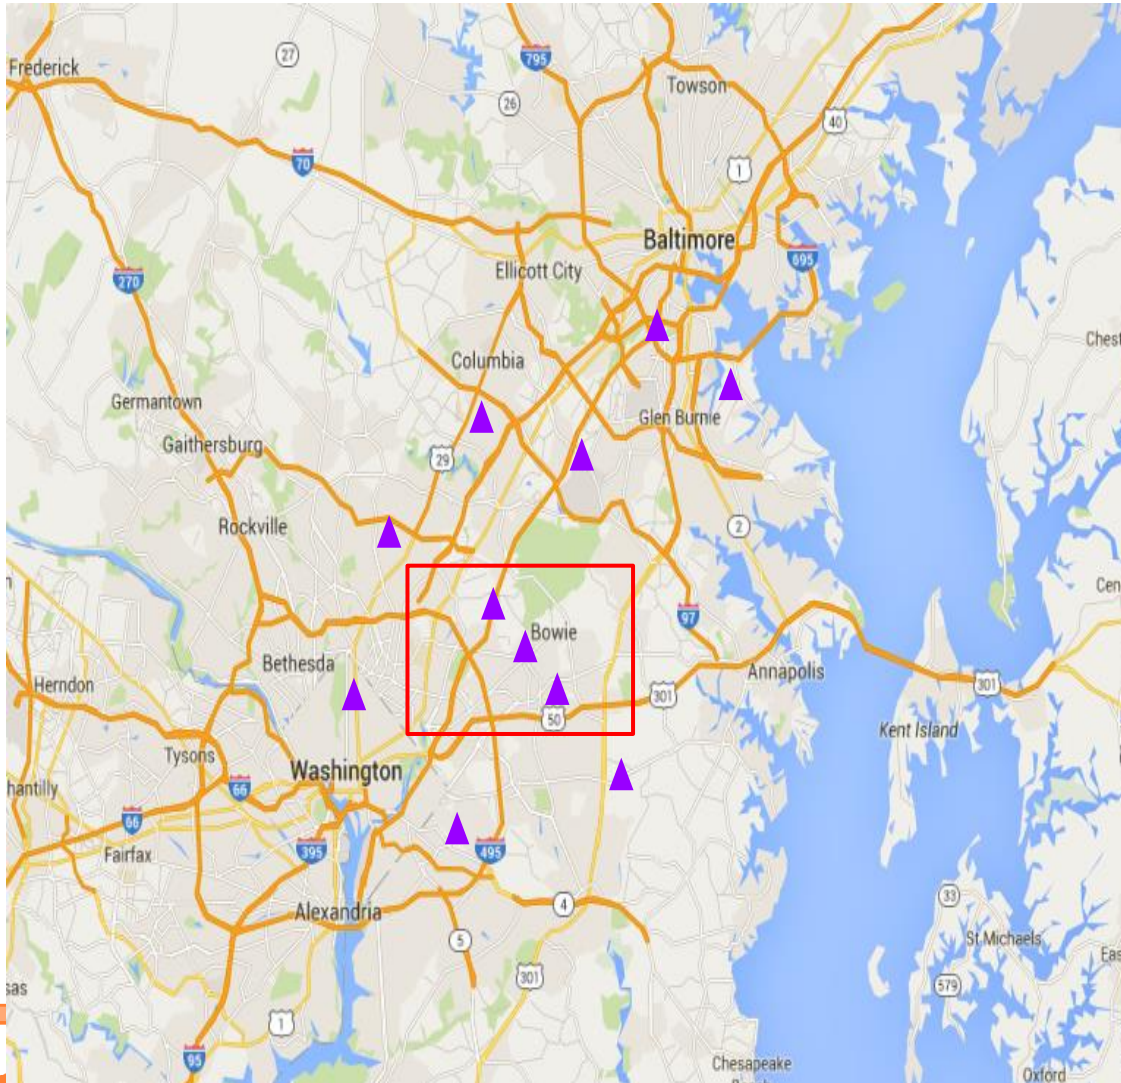 795
27
Frederick
Towson
26
40
70
1
Baltimore
695
Ellicott City
270
Chest
Columbia
Germantown
Glen Burnie
Gaithersburg
29
Rockville
2
Cen
97
Bowie
Bethesda
Annapolis
Herndon
301
301
50
Kent Island
Tysons
Washington
hantilly
66
66
395
495
Fairfax
33
4
Alexandria
St Michaels
5
Eas
301
579
sas
1
95
Chesapeake
Oxford